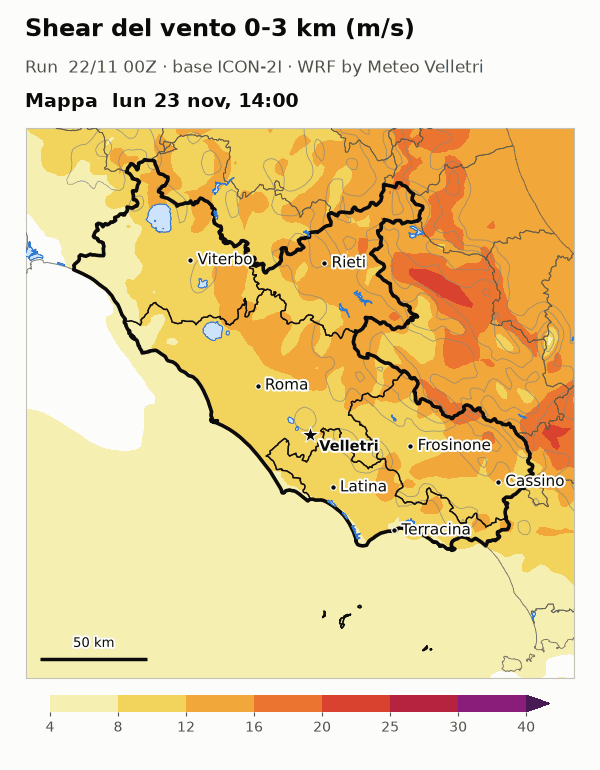 Shear del vento 0-3 km (m/s)
Run  22/11 00Z · base ICON-2I · WRF by Meteo Velletri
Mappa  lun 23 nov, 14:00
Viterbo
Rieti
Roma
Velletri
Frosinone
Cassino
Latina
Terracina
50 km
4 8 12 16 20 25 30 40